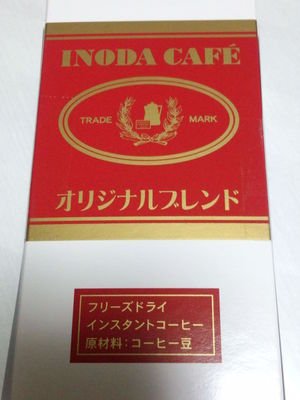 INODA CAFÉ
TRADE MARK
オリジナルブレンド
フリーズドライ
インスタントコーヒー
原材料:コーヒー豆